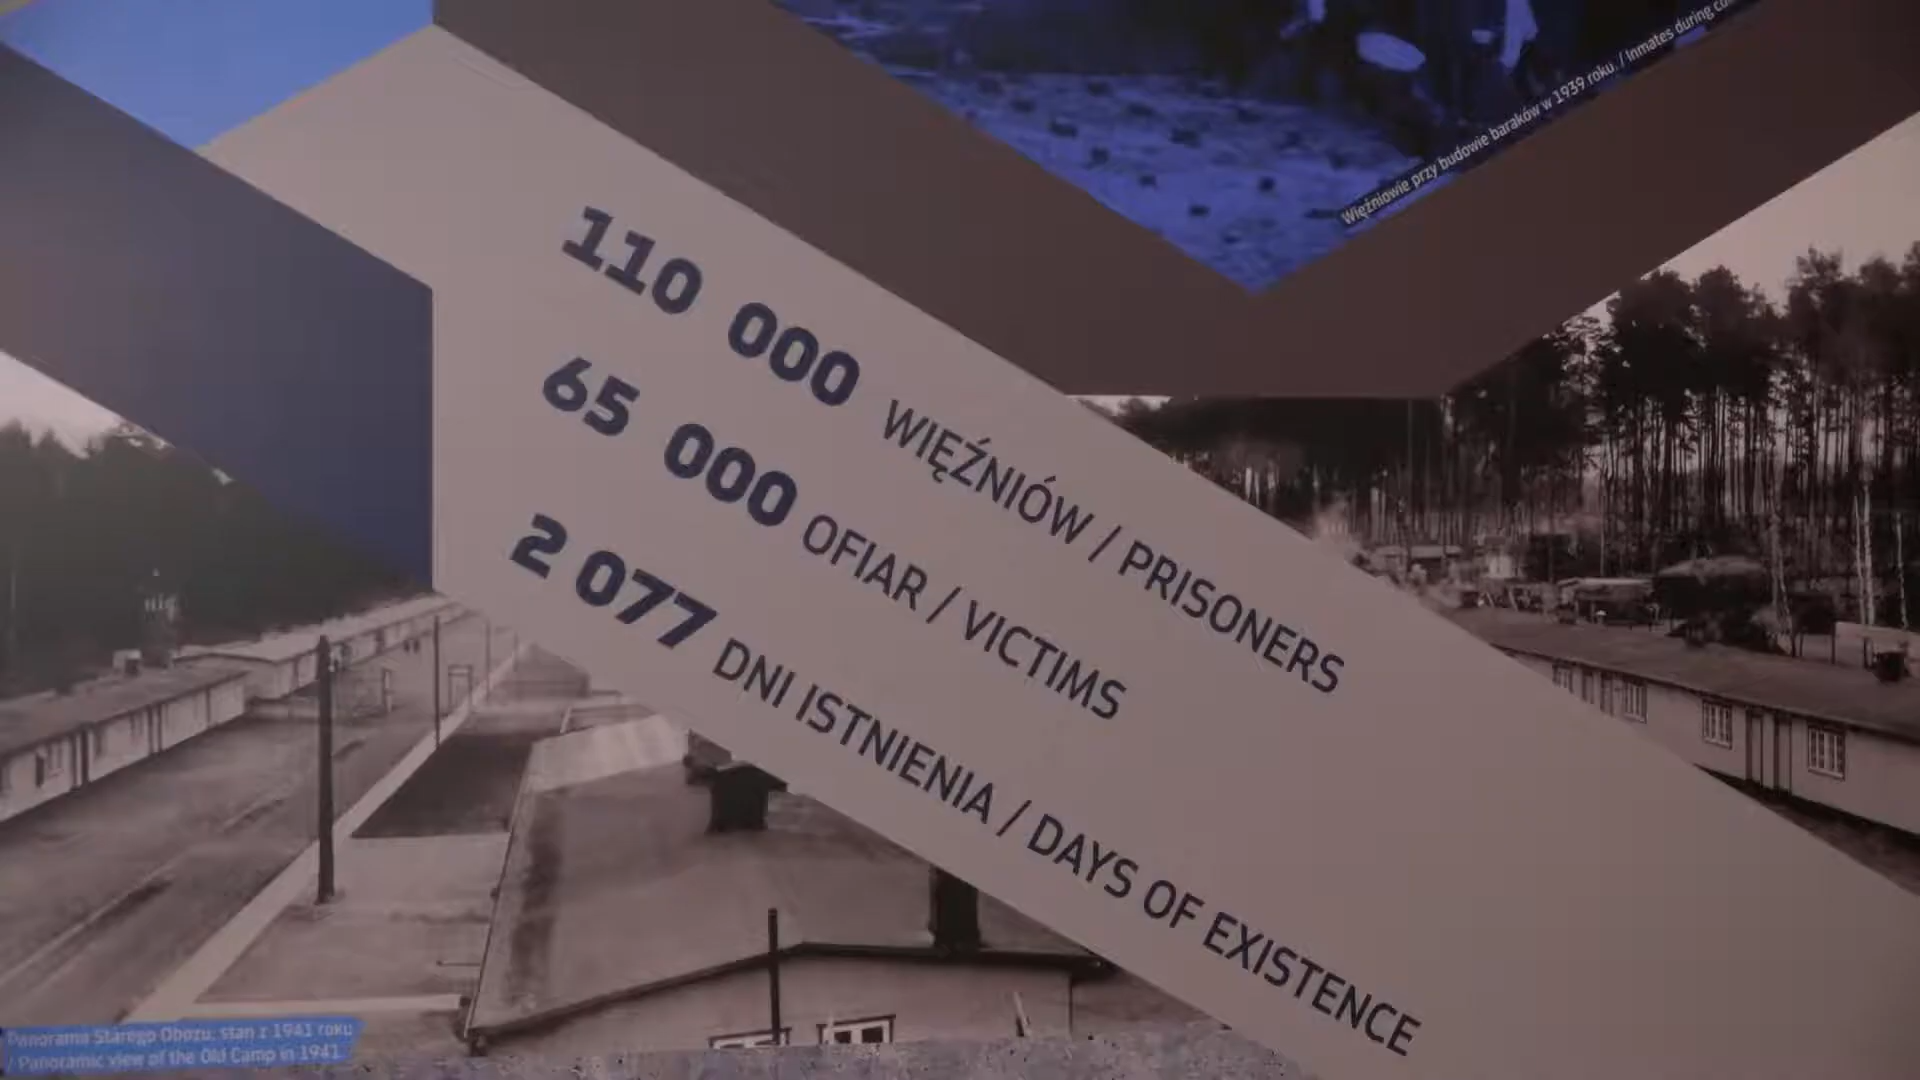 Więźniowie przy budowie baraków w 1939 roku. / Inmates during
110 000 WIĘŹNIÓW / PRISONERS
65 000 OFIAR / VICTIMS
2 077 DNI ISTNIENIA / DAYS OF EXISTENCE
Panorama Starego Obozu: stan z 1941 roku
/ Panoramic view of the Old Camp in 1941.